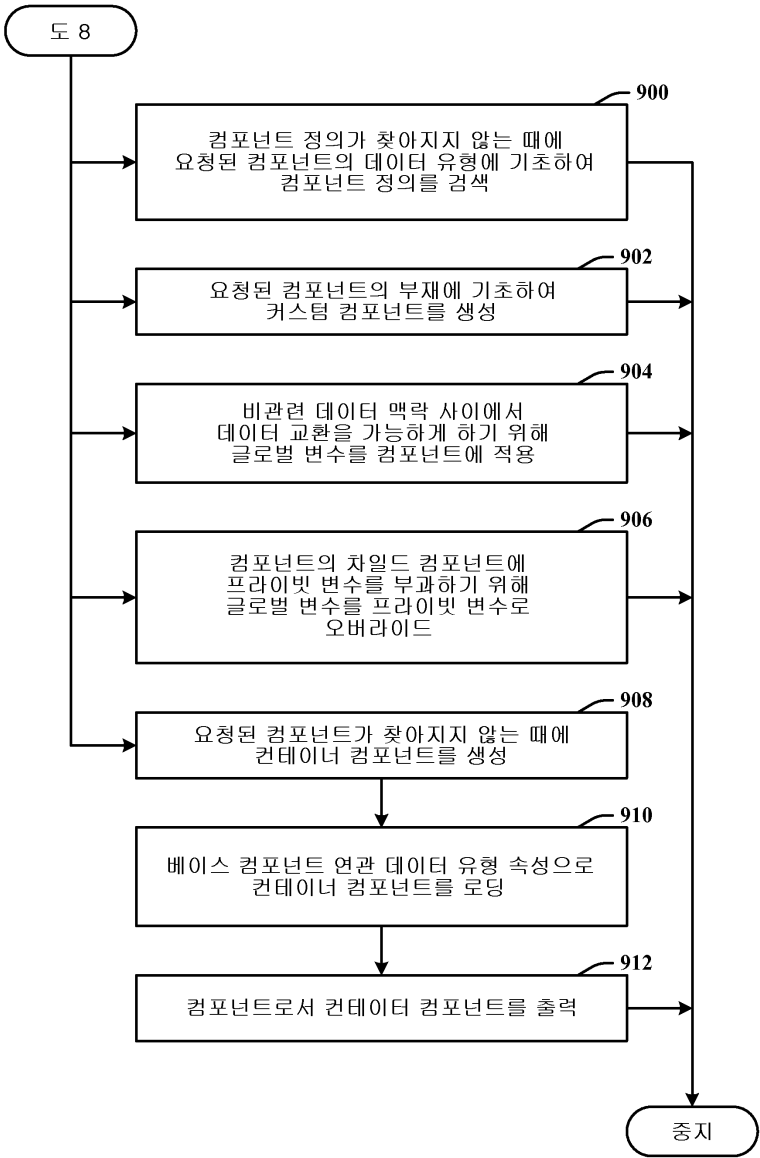 도 8
900
컴포넌트 정의가 찾아지지 않는 때에
요청된 컴포넌트의 데이터 유형에 기초하여
컴포넌트 정의를 검색
902
요청된 컴포넌트의 부재에 기초하여
커스텀 컴포넌트를 생성
904
비관련 데이터 맥락 사이에서
데이터 교환을 가능하게 하기 위해
글로벌 변수를 컴포넌트에 적용
906
컴포넌트의 차일드 컴포넌트에
프라이빗 변수를 부과하기 위해
글로벌 변수를 프라이빗 변수로
오버라이드
908
요청된 컴포넌트가 찾아지지 않는 때에
컨테이너 컴포넌트를 생성
910
베이스 컴포넌트 연관 데이터 유형 속성으로
컨테이너 컴포넌트를 로딩
912
컴포넌트로서 컨테이터 컴포넌트를 출력
중지